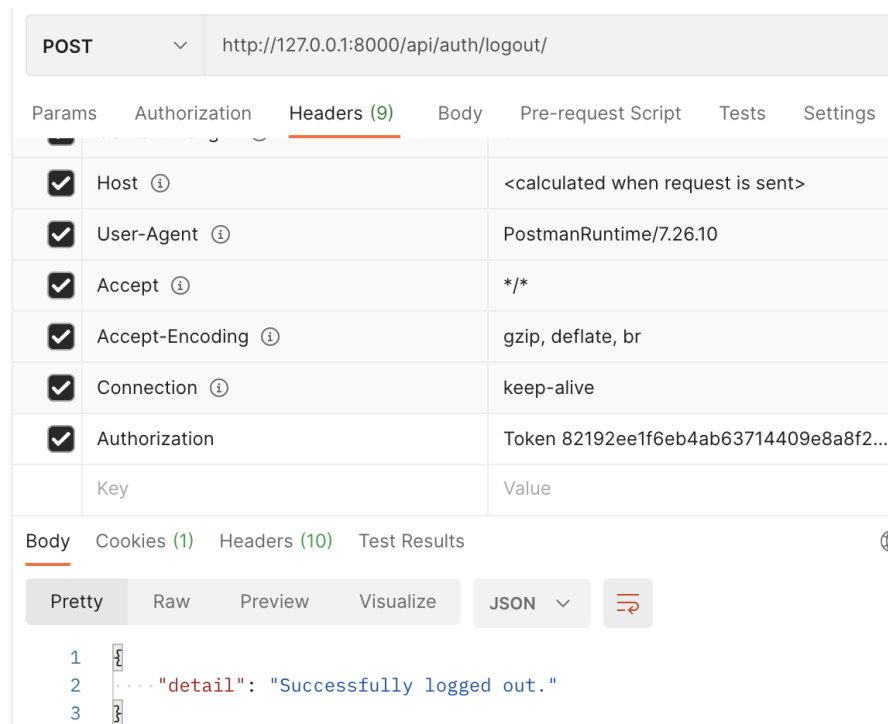 POST http://127.0.0.1:8000/api/auth/logout/
Params Authorization Headers (9) Body Pre-request Script Tests Settings
Host <calculated when request is sent>
User-Agent PostmanRuntime/7.26.10
Accept */*
Accept-Encoding gzip, deflate, br
Connection keep-alive
Authorization Token 82192ee1f6eb4ab63714409e8a8f2...
Key Value
Body Cookies (1) Headers (10) Test Results
Pretty Raw Preview Visualize JSON
1 {
2 "detail": "Successfully logged out."
3 }